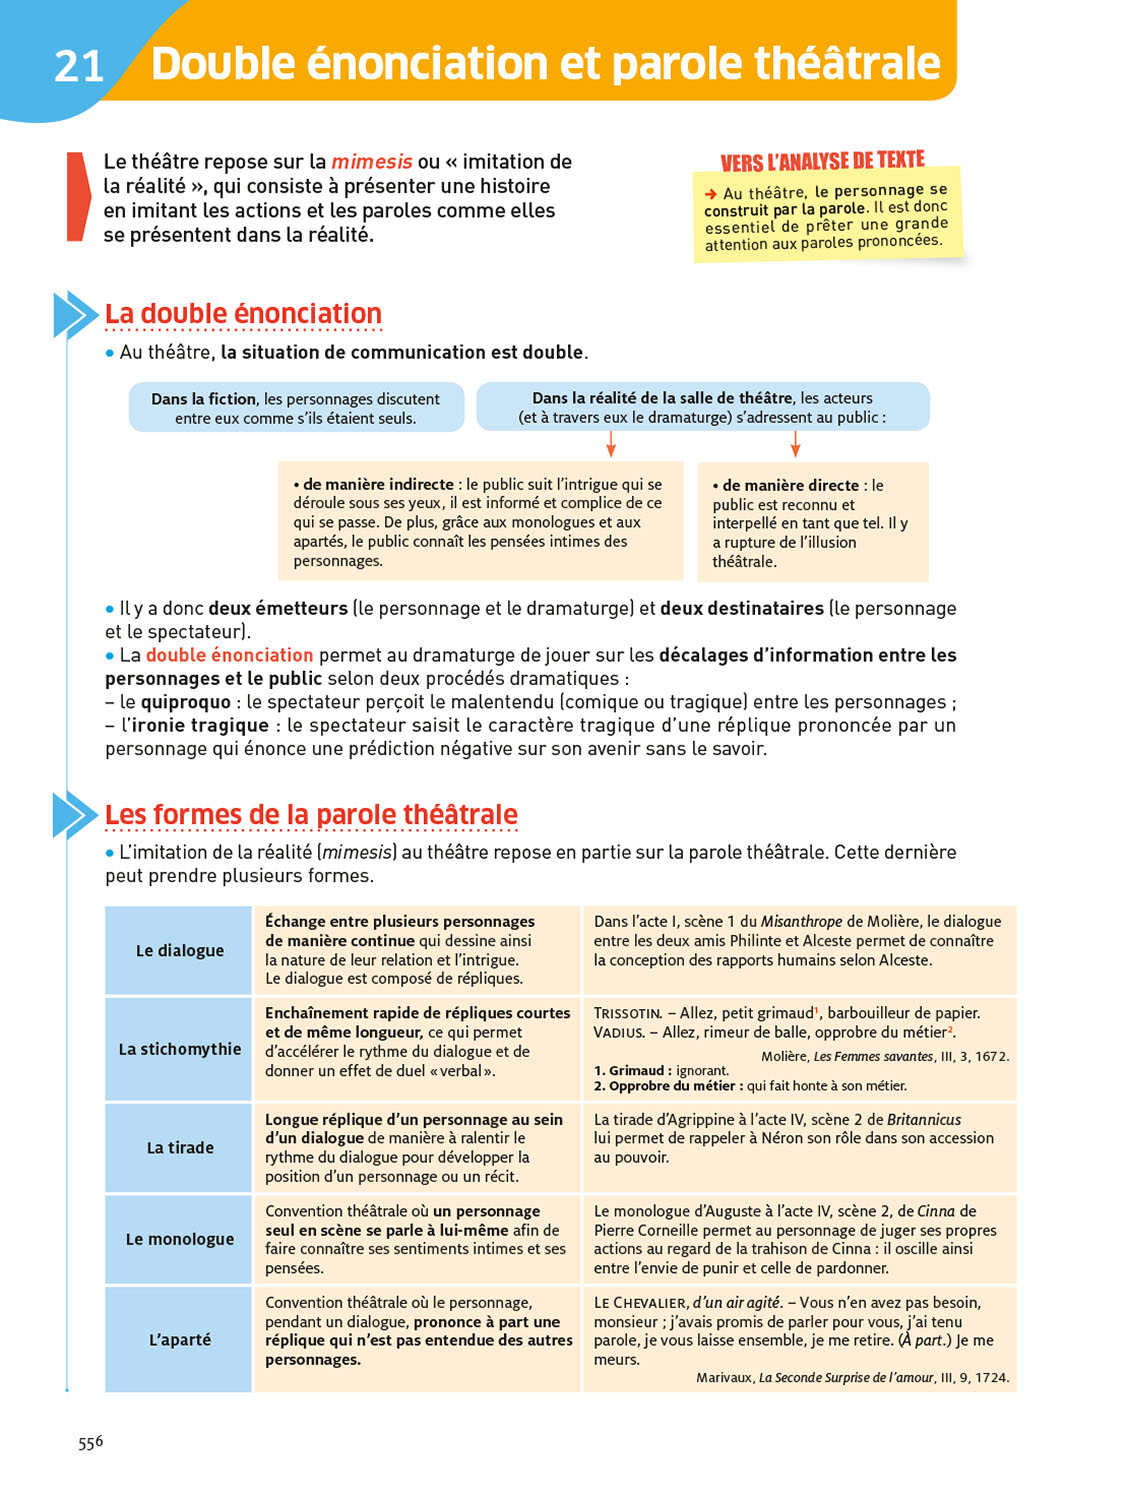 21
Double énonciation et parole théâtrale
Le théâtre repose sur la mimesis ou « imitation de
la réalité », qui consiste à présenter une histoire
en imitant les actions et les paroles comme elles
se présentent dans la réalité.
VERS L'ANALYSE DE TEXTE
➔ Au théâtre, le personnage se
construit par la parole. Il est donc
essentiel de prêter une grande
attention aux paroles prononcées.
La double énonciation
• Au théâtre, la situation de communication est double.
Dans la fiction, les personnages discutent
entre eux comme s'ils étaient seuls.
Dans la réalité de la salle de théâtre, les acteurs
(et à travers eux le dramaturge) s'adressent au public :
• de manière indirecte : le public suit l'intrigue qui se
déroule sous ses yeux, il est informé et complice de ce
qui se passe. De plus, grâce aux monologues et aux
apartés, le public connaît les pensées intimes des
personnages.
• de manière directe : le
public est reconnu et
interpellé en tant que tel. Il y
a rupture de l'illusion
théâtrale.
• Il y a donc deux émetteurs (le personnage et le dramaturge) et deux destinataires (le personnage
et le spectateur).
• La double énonciation permet au dramaturge de jouer sur les décalages d'information entre les
personnages et le public selon deux procédés dramatiques :
– le quiproquo : le spectateur perçoit le malentendu (comique ou tragique) entre les personnages ;
– l'ironie tragique : le spectateur saisit le caractère tragique d'une réplique prononcée par un
personnage qui énonce une prédiction négative sur son avenir sans le savoir.
Les formes de la parole théâtrale
• L'imitation de la réalité (mimesis) au théâtre repose en partie sur la parole théâtrale. Cette dernière
peut prendre plusieurs formes.
Le dialogue
Échange entre plusieurs personnages
de manière continue qui dessine ainsi
la nature de leur relation et l'intrigue.
Le dialogue est composé de répliques.
Dans l'acte I, scène 1 du Misanthrope de Molière, le dialogue
entre les deux amis Philinte et Alceste permet de connaître
la conception des rapports humains selon Alceste.
La stichomythie
Enchaînement rapide de répliques courtes
et de même longueur, ce qui permet
d'accélérer le rythme du dialogue et de
donner un effet de duel « verbal ».
TRISSOTIN. – Allez, petit grimaud¹, barbouilleur de papier.
VADIUS. – Allez, rimeur de balle, opprobre du métier².
Molière, Les Femmes savantes, III, 3, 1672.
1. Grimaud : ignorant.
2. Opprobre du métier : qui fait honte à son métier.
La tirade
Longue réplique d'un personnage au sein
d'un dialogue de manière à ralentir le
rythme du dialogue pour développer la
position d'un personnage ou un récit.
La tirade d'Agrippine à l'acte IV, scène 2 de Britannicus
lui permet de rappeler à Néron son rôle dans son accession
au pouvoir.
Le monologue
Convention théâtrale où un personnage
seul en scène se parle à lui-même afin de
faire connaître ses sentiments intimes et ses
pensées.
Le monologue d'Auguste à l'acte IV, scène 2, de Cinna de
Pierre Corneille permet au personnage de juger ses propres
actions au regard de la trahison de Cinna : il oscille ainsi
entre l'envie de punir et celle de pardonner.
L'aparté
Convention théâtrale où le personnage,
pendant un dialogue, prononce à part une
réplique qui n'est pas entendue des autres
personnages.
LE CHEVALIER, d'un air agité. – Vous n'en avez pas besoin,
monsieur ; j'avais promis de parler pour vous, j'ai tenu
parole, je vous laisse ensemble, je me retire. (À part.) Je me
meurs.
Marivaux, La Seconde Surprise de l'amour, III, 9, 1724.
556